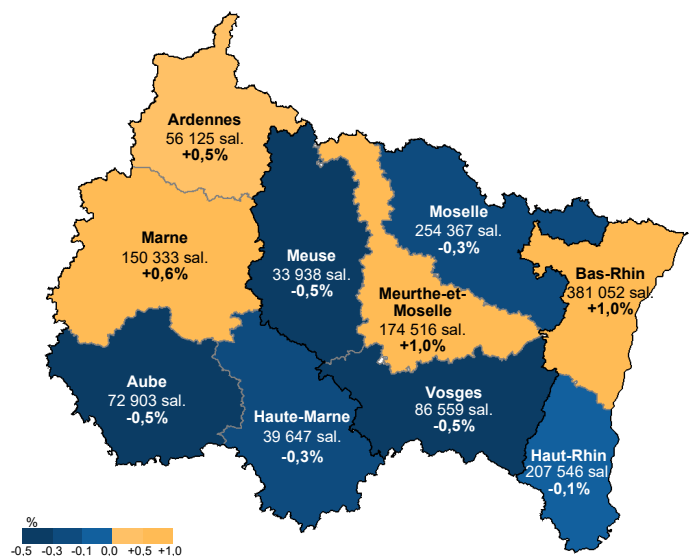 Ardennes
56 125 sal.
+0,5%
Marne
150 333 sal.
+0,6%
Meuse
33 938 sal.
-0,5%
Moselle
254 367 sal.
-0,3%
Meurthe-et-
Moselle
174 516 sal.
+1,0%
Bas-Rhin
381 052 sal.
+1,0%
Aube
72 903 sal.
-0,5%
Haute-Marne
39 647 sal.
-0,3%
Vosges
86 559 sal.
-0,5%
Haut-Rhin
207 546 sal
-0,1%
%
-0.5 -0.3 -0.1 0.0 +0.5 +1.0